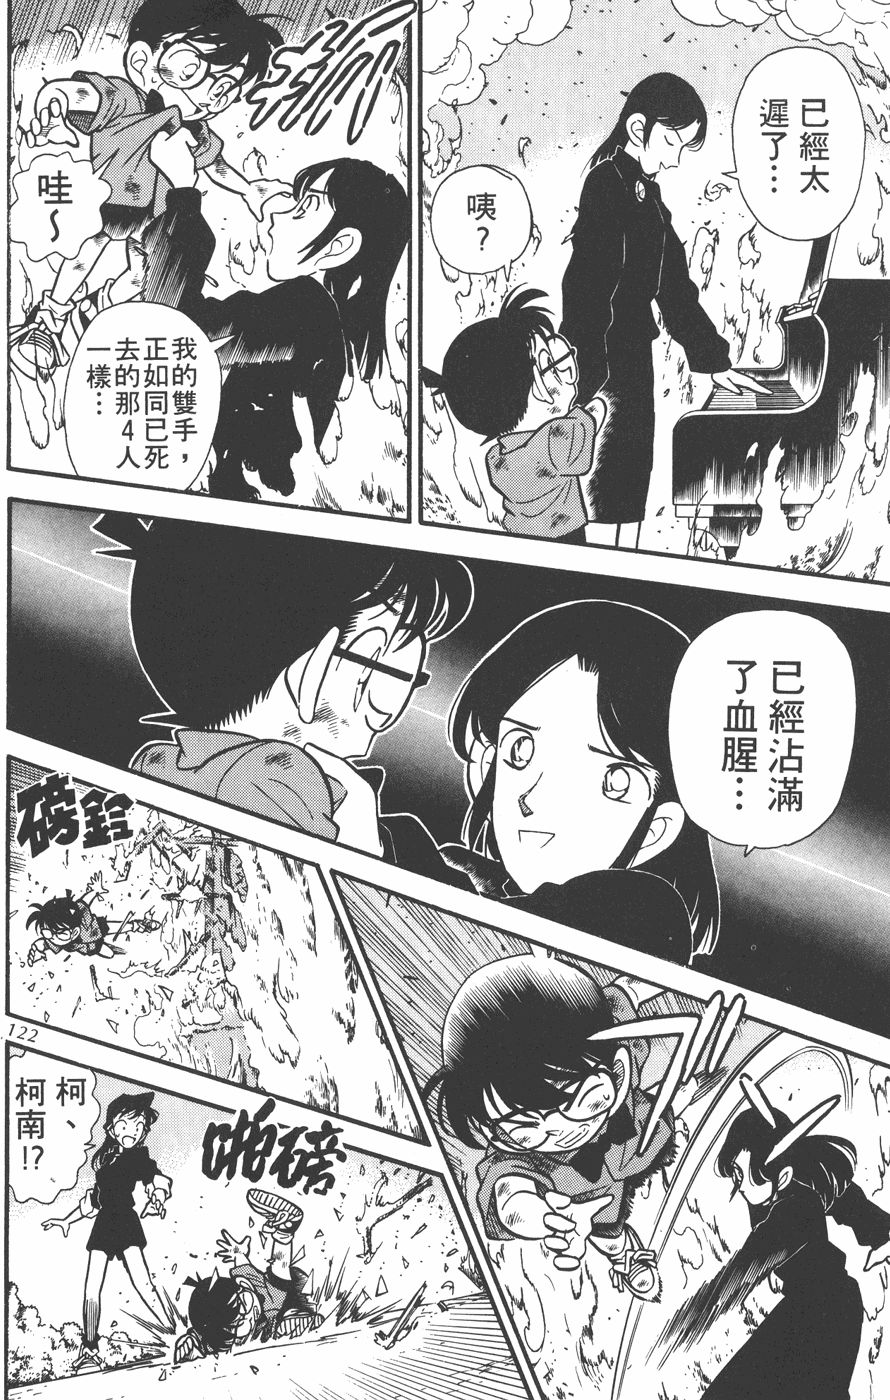 已經太
遲了…
咦?
哇～
我的雙手，
正如同已死
去的那4人
一樣…
已經沾滿
了血腥…
磅鈴
啪磅
柯、
柯南!?
122